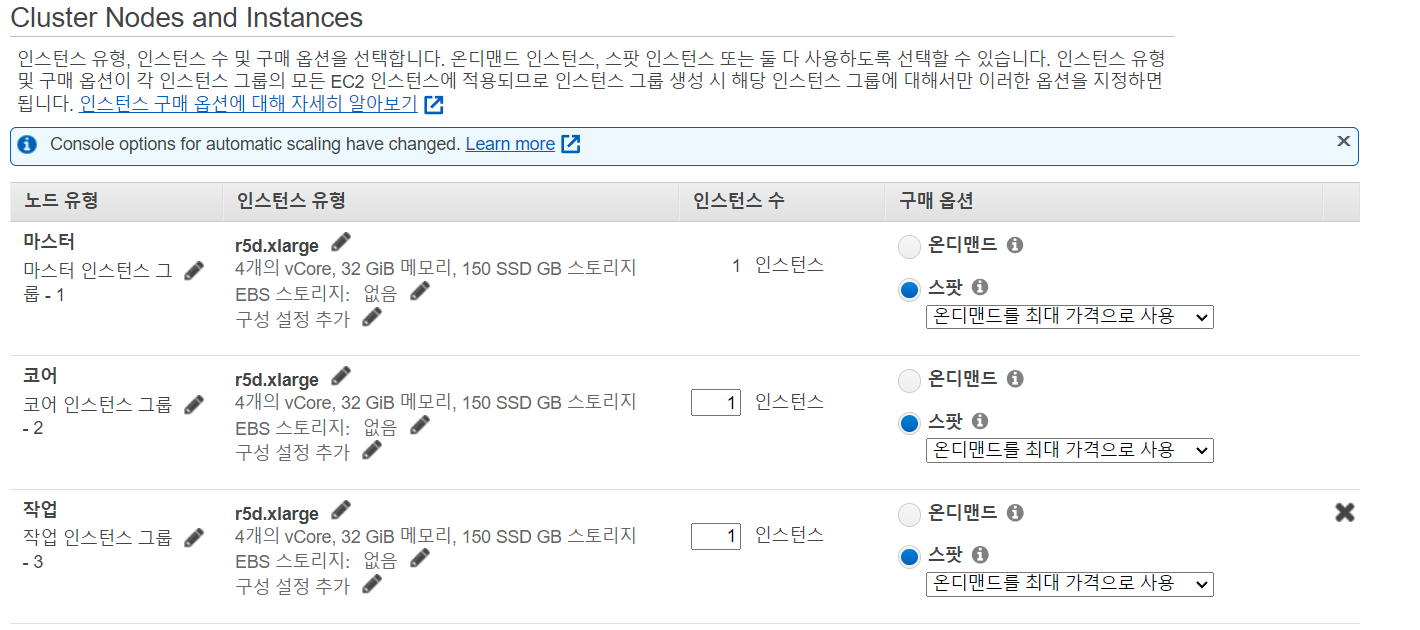 Cluster Nodes and Instances
인스턴스 유형, 인스턴스 수 및 구매 옵션을 선택합니다. 온디맨드 인스턴스, 스팟 인스턴스 또는 둘 다 사용하도록 선택할 수 있습니다. 인스턴스 유형
및 구매 옵션이 각 인스턴스 그룹의 모든 EC2 인스턴스에 적용되므로 인스턴스 그룹 생성 시 해당 인스턴스 그룹에 대해서만 이러한 옵션을 지정하면
됩니다. 인스턴스 구매 옵션에 대해 자세히 알아보기
Console options for automatic scaling have changed. Learn more
노드 유형 인스턴스 유형 인스턴스 수 구매 옵션
마스터
마스터 인스턴스 그
룹 - 1
r5d.xlarge
4개의 vCore, 32 GiB 메모리, 150 SSD GB 스토리지
EBS 스토리지: 없음
구성 설정 추가
1 인스턴스
온디맨드
스팟
온디맨드를 최대 가격으로 사용
코어
코어 인스턴스 그룹
- 2
r5d.xlarge
4개의 vCore, 32 GiB 메모리, 150 SSD GB 스토리지
EBS 스토리지: 없음
구성 설정 추가
1 인스턴스
온디맨드
스팟
온디맨드를 최대 가격으로 사용
작업
작업 인스턴스 그룹
- 3
r5d.xlarge
4개의 vCore, 32 GiB 메모리, 150 SSD GB 스토리지
EBS 스토리지: 없음
구성 설정 추가
1 인스턴스
온디맨드
스팟
온디맨드를 최대 가격으로 사용